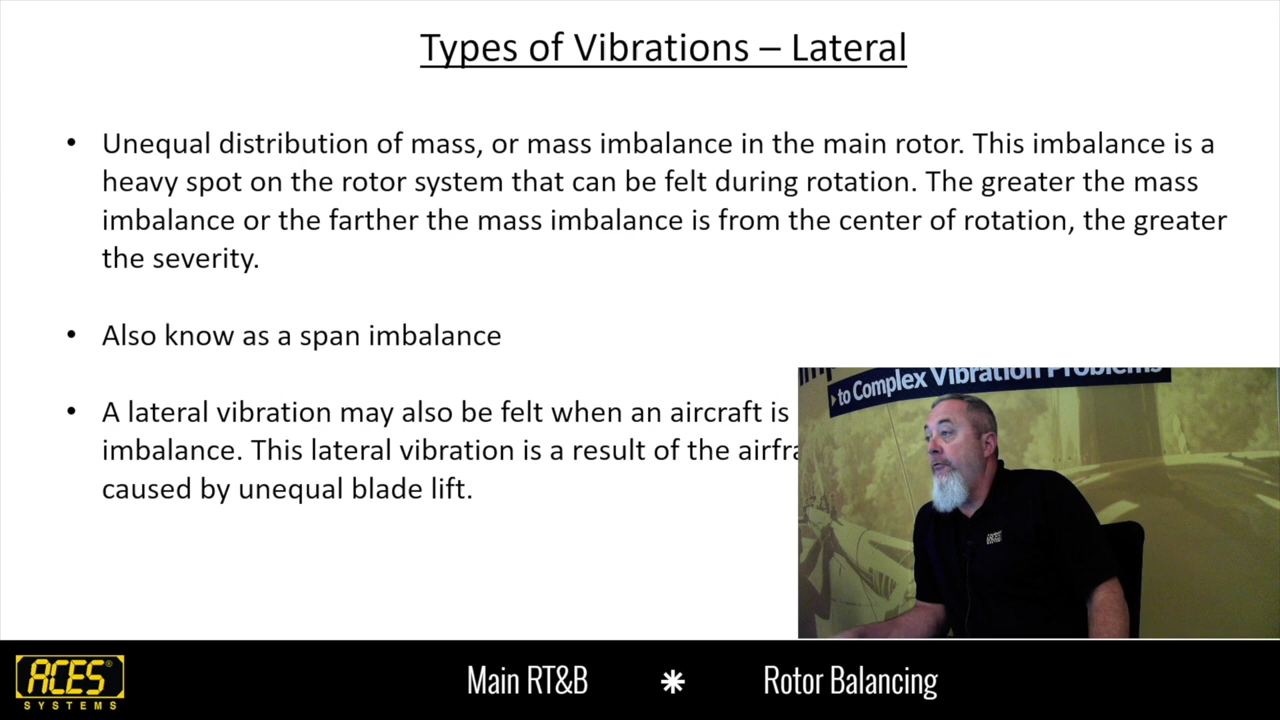 Types of Vibrations – Lateral
• Unequal distribution of mass, or mass imbalance in the main rotor. This imbalance is a
heavy spot on the rotor system that can be felt during rotation. The greater the mass
imbalance or the farther the mass imbalance is from the center of rotation, the greater
the severity.
• Also know as a span imbalance
• A lateral vibration may also be felt when an aircraft is
imbalance. This lateral vibration is a result of the
caused by unequal blade lift.
to Complex Vibration Problems
ACES
ACES®
SYSTEMS
Main RT&B * Rotor Balancing